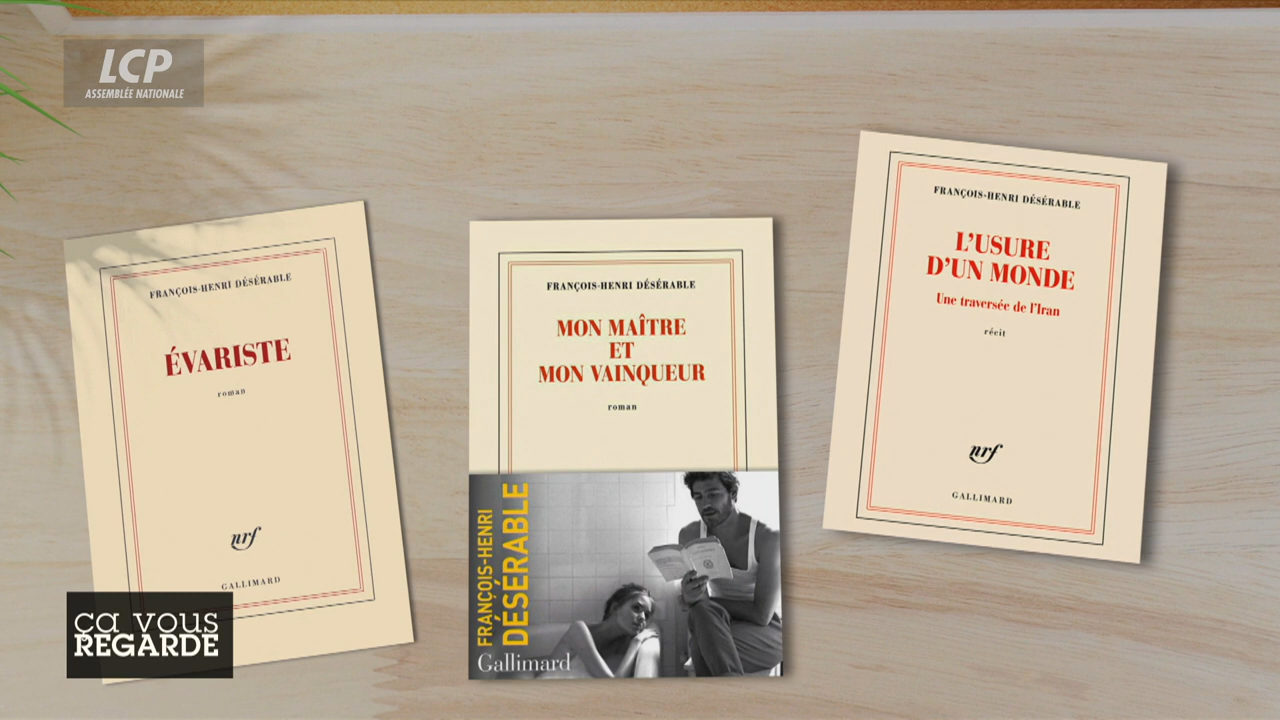 LCP
ASSEMBLÉE NATIONALE
FRANÇOIS-HENRI DÉSÉRABLE
ÉVARISTE
roman
nrf
GALLIMARD
FRANÇOIS-HENRI DÉSÉRABLE
MON MAÎTRE
ET
MON VAINQUEUR
roman
FRANÇOIS-HENRI
DÉSÉRABLE
Gallimard
FRANÇOIS-HENRI DÉSÉRABLE
L'USURE
D'UN MONDE
Une traversée de l'Iran
récit
nrf
GALLIMARD
ça vous
REGARDE